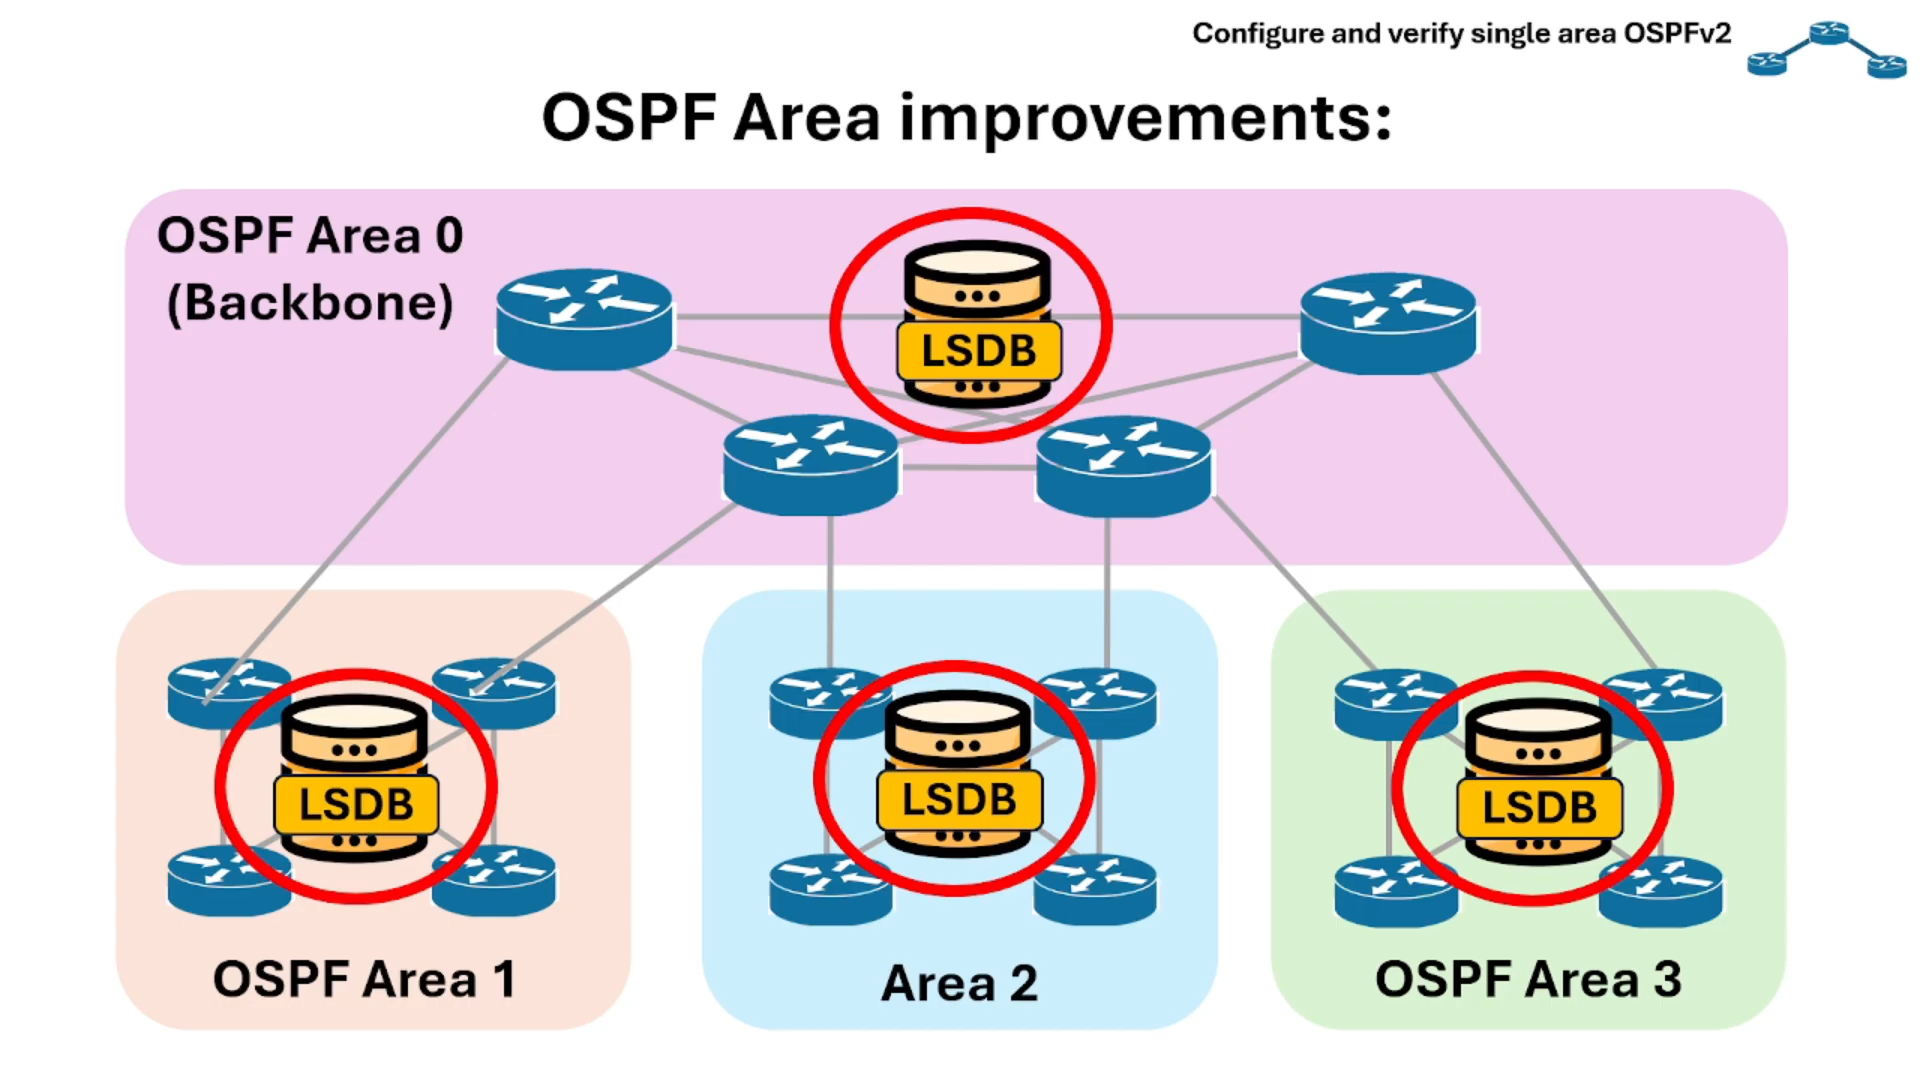 Configure and verify single area OSPFv2
OSPF Area improvements:
OSPF Area 0
(Backbone)
LSDB
LSDB
LSDB
LSDB
OSPF Area 1
Area 2
OSPF Area 3